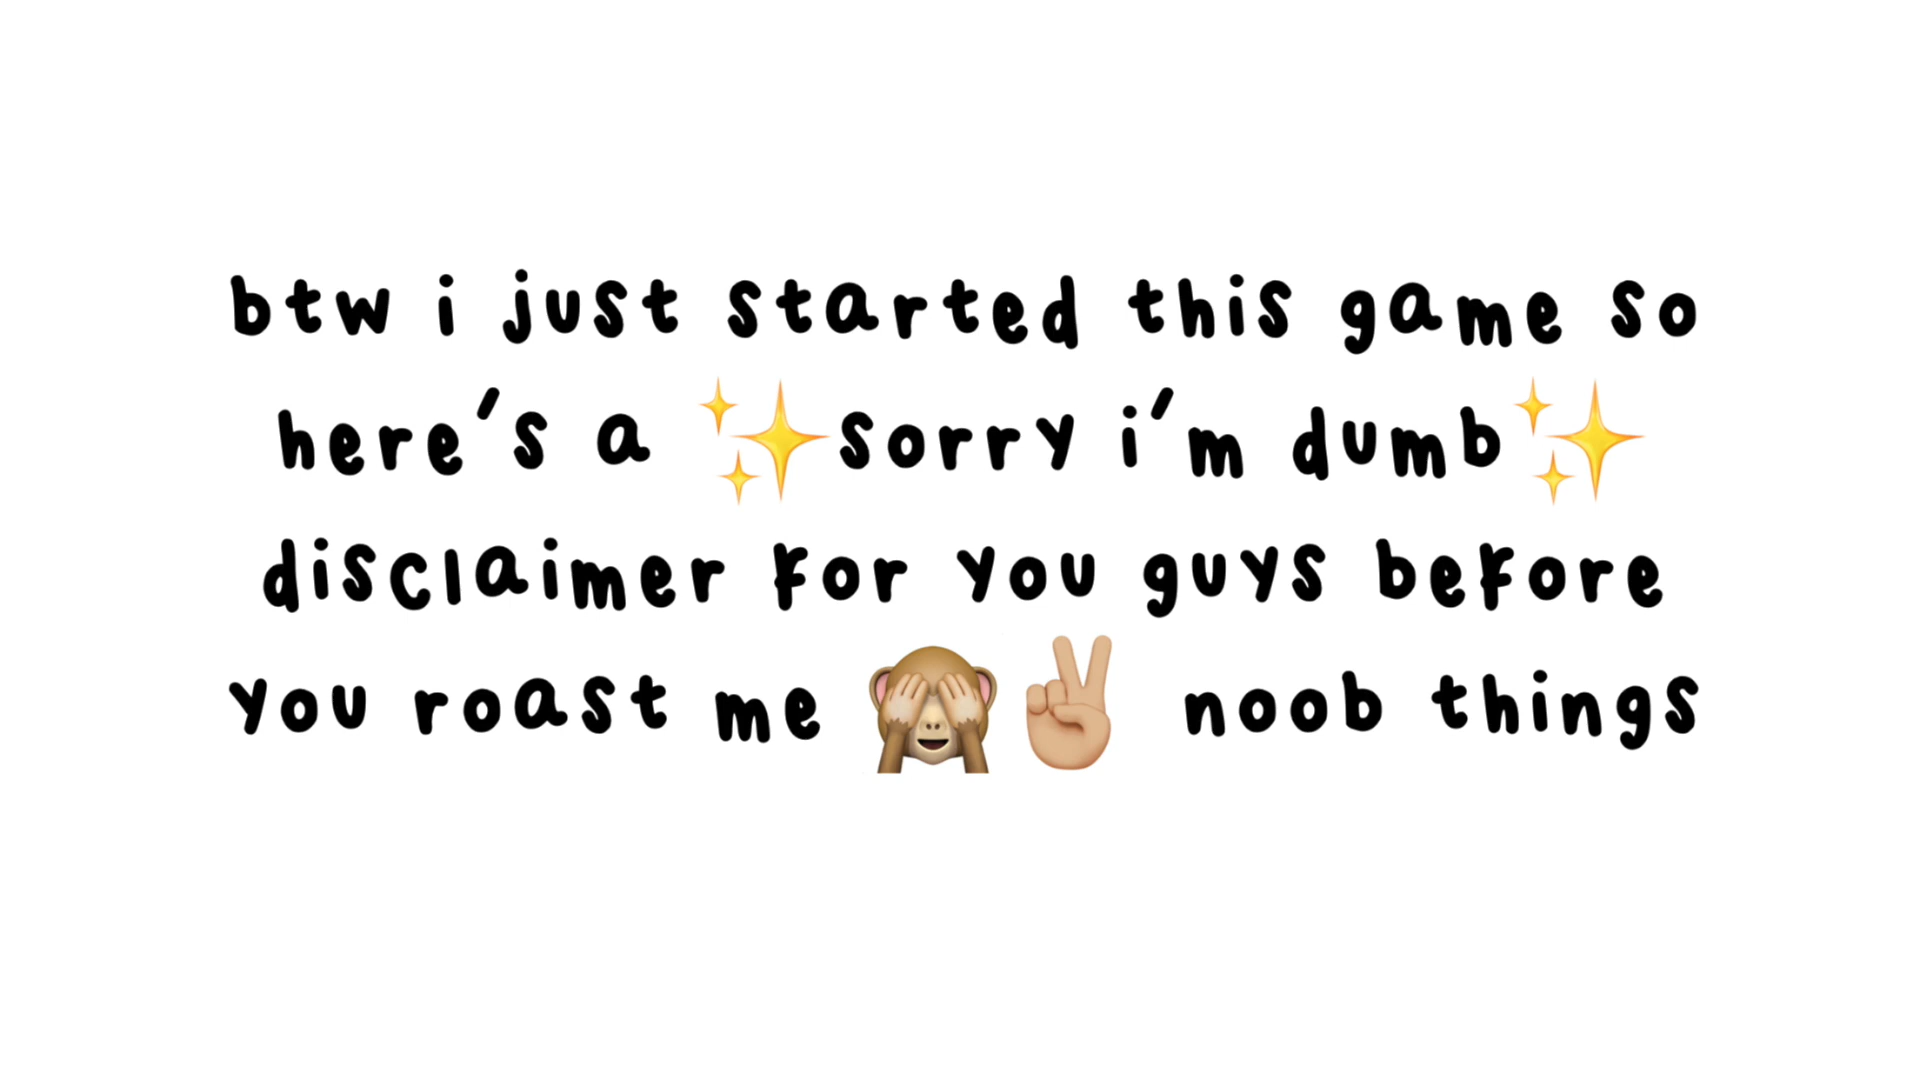 btw i just started this game so
here's a ✨sorry i'm dumb✨
disclaimer for you guys before
you roast me 🙈✌🏼 noob things